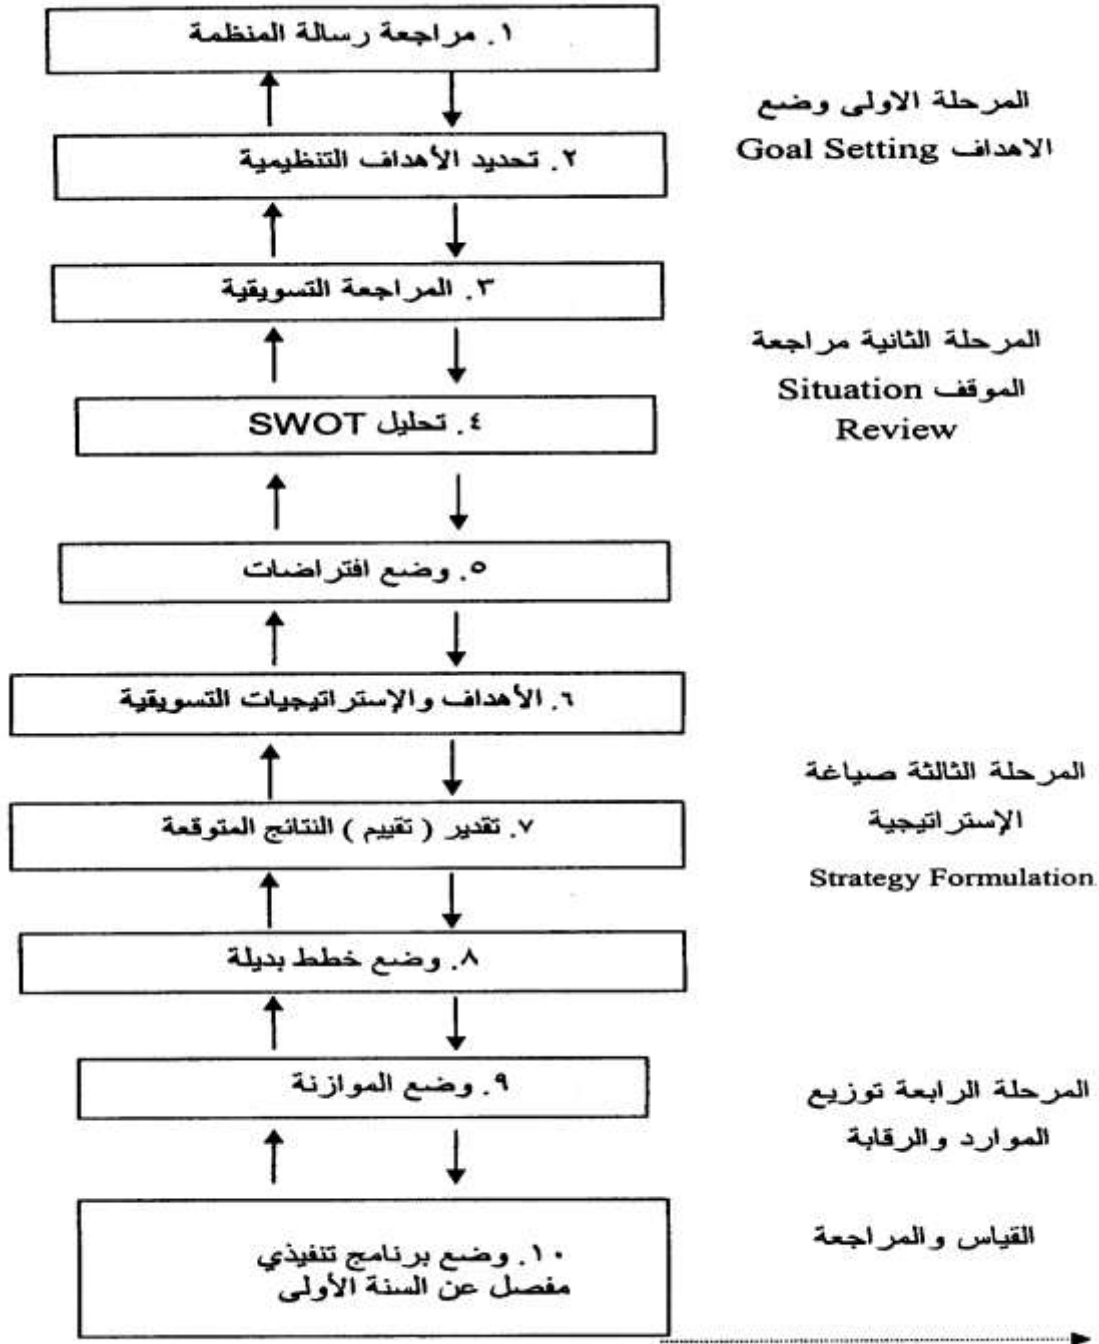 ١. مراجعة رسالة المنظمة
المرحلة الاولى وضع
الاهداف Goal Setting
٢. تحديد الأهداف التنظيمية
٣. المراجعة التسويقية
المرحلة الثانية مراجعة
الموقف Situation
Review
٤. تحليل SWOT
٥. وضع افتراضات
٦. الأهداف والإستراتيجيات التسويقية
المرحلة الثالثة صياغة
الإستراتيجية
Strategy Formulation
٧. تقدير ( تقييم ) النتائج المتوقعة
٨. وضع خطط بديلة
٩. وضع الموازنة
المرحلة الرابعة توزيع
الموارد والرقابة
القياس والمراجعة
١٠. وضع برنامج تنفيذي
مفصل عن السنة الأولى